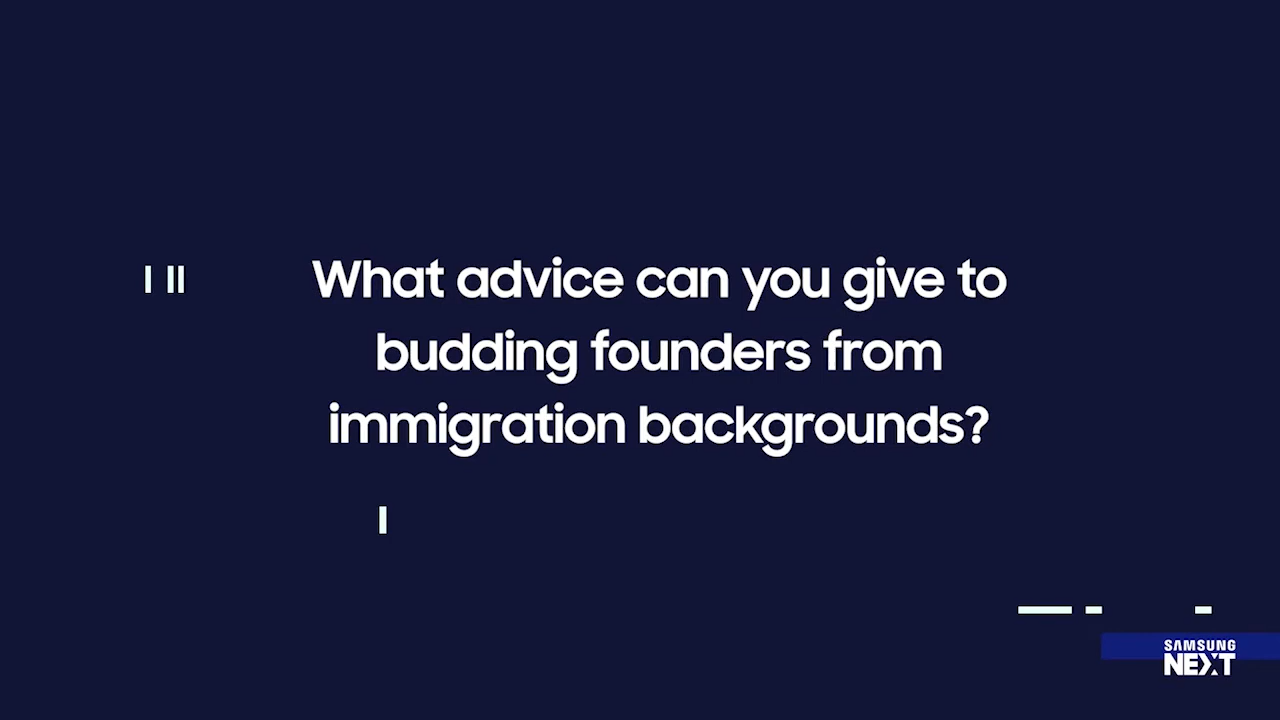 What advice can you give to
budding founders from
immigration backgrounds?
SAMSUNG
NEXT